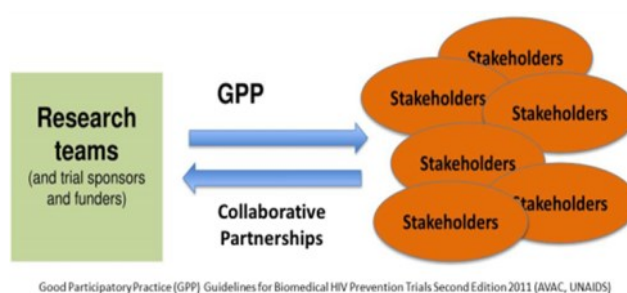 Research
teams
(and trial sponsors
and funders)
GPP
Collaborative
Partnerships
Stakeholders
Stakeholders
Stakeholders
Stakeholders
Stakeholders
Stakeholders
Good Participatory Practice (GPP) Guidelines for Biomedical HIV Prevention Trials Second Edition 2011 (AVAC, UNAIDS)